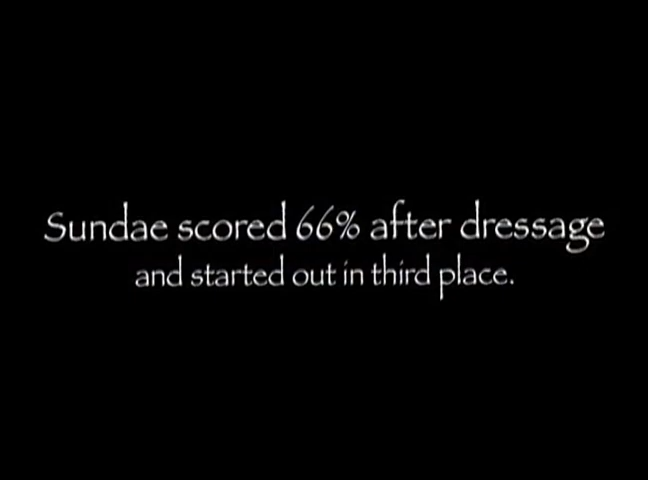 Sundae scored 66% after dressage
and started out in third place.